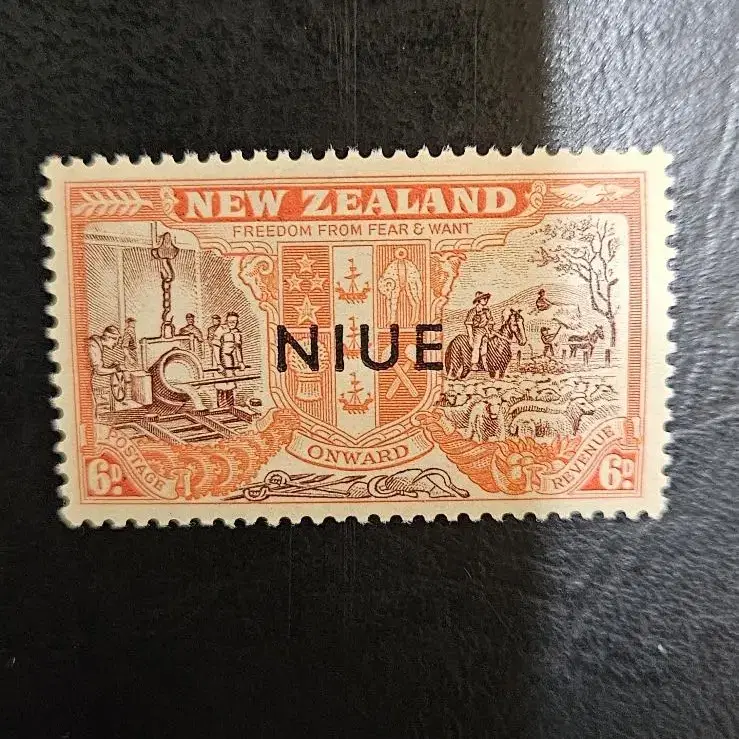 NEW ZEALAND
FREEDOM FROM FEAR & WANT
NIUE
ONWARD
POSTAGE
REVENUE
6D.
6D.